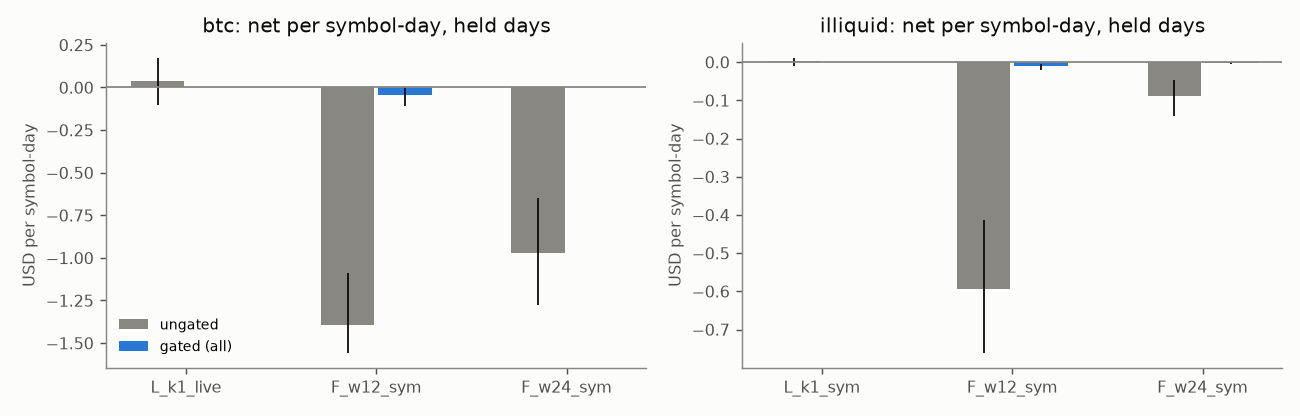 btc: net per symbol-day, held days
USD per symbol-day
0.25
0.00
−0.25
−0.50
−0.75
−1.00
−1.25
−1.50
ungated
gated (all)
L_k1_live
F_w12_sym
F_w24_sym
illiquid: net per symbol-day, held days
USD per symbol-day
0.0
−0.1
−0.2
−0.3
−0.4
−0.5
−0.6
−0.7
L_k1_sym
F_w12_sym
F_w24_sym